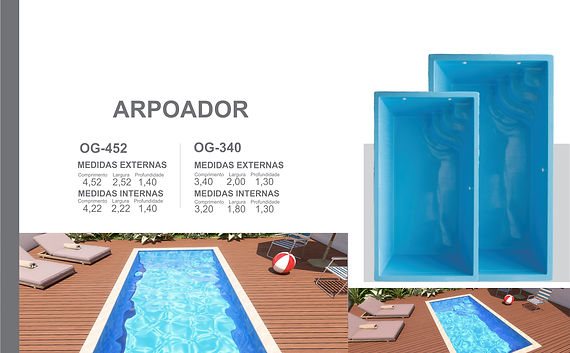 ARPOADOR
OG-452
MEDIDAS EXTERNAS
Comprimento Largura Profundidade
4,52 2,52 1,40
MEDIDAS INTERNAS
Comprimento Largura Profundidade
4,22 2,22 1,40
OG-340
MEDIDAS EXTERNAS
Comprimento Largura Profundidade
3,40 2,00 1,30
MEDIDAS INTERNAS
Comprimento Largura Profundidade
3,20 1,80 1,30